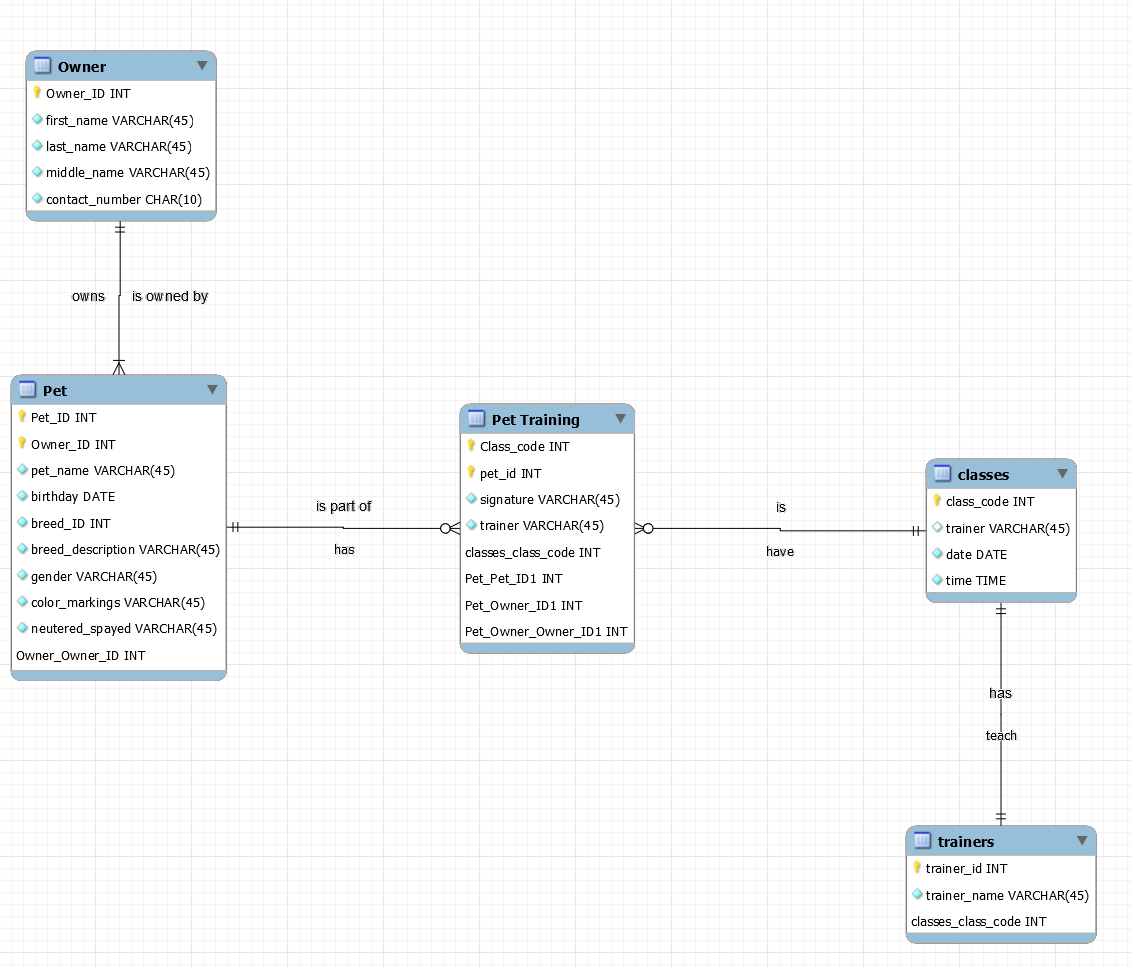 Owner
Owner_ID INT
first_name VARCHAR(45)
last_name VARCHAR(45)
middle_name VARCHAR(45)
contact_number CHAR(10)
owns
is owned by
Pet
Pet_ID INT
Owner_ID INT
pet_name VARCHAR(45)
birthday DATE
breed_ID INT
breed_description VARCHAR(45)
gender VARCHAR(45)
color_markings VARCHAR(45)
neutered_spayed VARCHAR(45)
Owner_Owner_ID INT
is part of
has
Pet Training
Class_code INT
pet_id INT
signature VARCHAR(45)
trainer VARCHAR(45)
classes_class_code INT
Pet_Pet_ID1 INT
Pet_Owner_ID1 INT
Pet_Owner_Owner_ID1 INT
is
have
classes
class_code INT
trainer VARCHAR(45)
date DATE
time TIME
has
teach
trainers
trainer_id INT
trainer_name VARCHAR(45)
classes_class_code INT